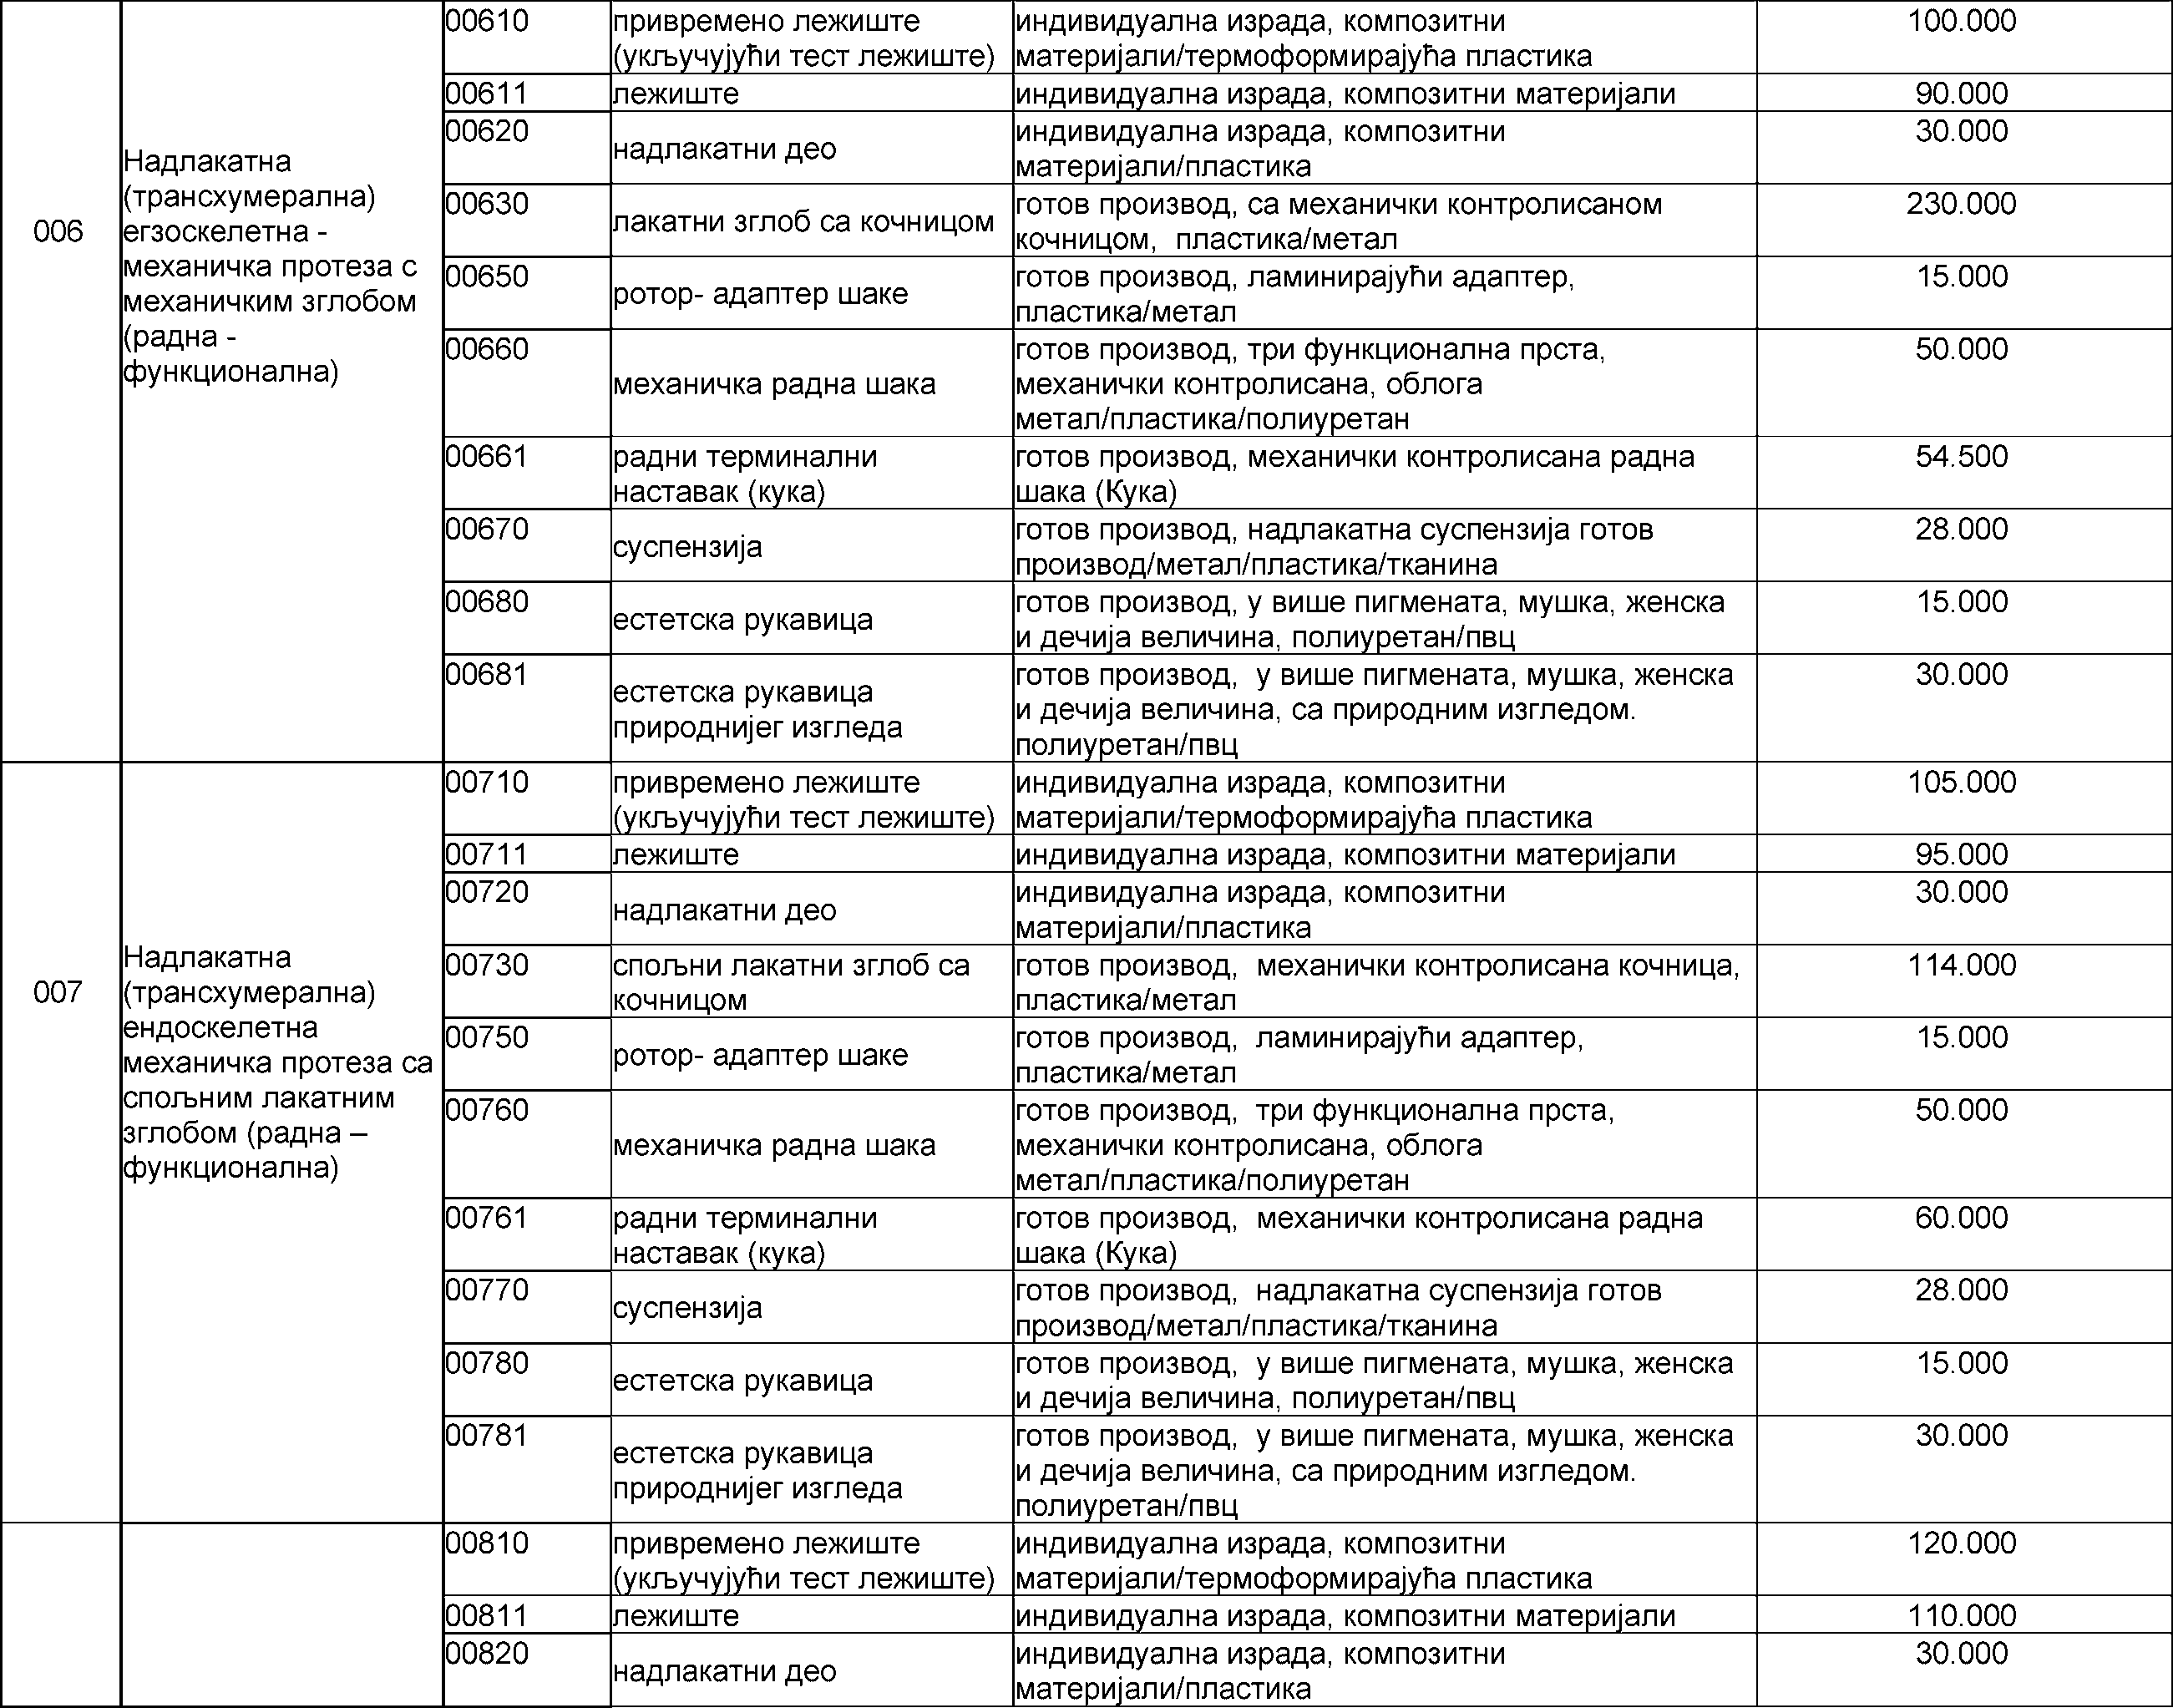 006
Надлакатна
(трансхумерална)
егзоскелетна -
механичка протеза с
механичким зглобом
(радна -
функционална)
00610
привремено лежиште
(укључујући тест лежиште)
индивидуална израда, композитни
материјали/термоформирајућа пластика
100.000
00611
лежиште
индивидуална израда, композитни материјали
90.000
00620
надлакатни део
индивидуална израда, композитни
материјали/пластика
30.000
00630
лакатни зглоб са кочницом
готов производ, са механички контролисаном
кочницом,  пластика/метал
230.000
00650
ротор- адаптер шаке
готов производ, ламинирајући адаптер,
пластика/метал
15.000
00660
механичка радна шака
готов производ, три функционална прста,
механички контролисана, облога
метал/пластика/полиуретан
50.000
00661
радни терминални
наставак (кука)
готов производ, механички контролисана радна
шака (Кука)
54.500
00670
суспензија
готов производ, надлакатна суспензија готов
производ/метал/пластика/тканина
28.000
00680
естетска рукавица
готов производ, у више пигмената, мушка, женска
и дечија величина, полиуретан/пвц
15.000
00681
естетска рукавица
природнијег изгледа
готов производ,  у више пигмената, мушка, женска
и дечија величина, са природним изгледом.
полиуретан/пвц
30.000
007
Надлакатна
(трансхумерална)
ендоскелетна
механичка протеза са
спољним лакатним
зглобом (радна –
функционална)
00710
привремено лежиште
(укључујући тест лежиште)
индивидуална израда, композитни
материјали/термоформирајућа пластика
105.000
00711
лежиште
индивидуална израда, композитни материјали
95.000
00720
надлакатни део
индивидуална израда, композитни
материјали/пластика
30.000
00730
спољни лакатни зглоб са
кочницом
готов производ,  механички контролисана кочница,
пластика/метал
114.000
00750
ротор- адаптер шаке
готов производ,  ламинирајући адаптер,
пластика/метал
15.000
00760
механичка радна шака
готов производ,  три функционална прста,
механички контролисана, облога
метал/пластика/полиуретан
50.000
00761
радни терминални
наставак (кука)
готов производ,  механички контролисана радна
шака (Кука)
60.000
00770
суспензија
готов производ,  надлакатна суспензија готов
производ/метал/пластика/тканина
28.000
00780
естетска рукавица
готов производ,  у више пигмената, мушка, женска
и дечија величина, полиуретан/пвц
15.000
00781
естетска рукавица
природнијег изгледа
готов производ,  у више пигмената, мушка, женска
и дечија величина, са природним изгледом.
полиуретан/пвц
30.000
00810
привремено лежиште
(укључујући тест лежиште)
индивидуална израда, композитни
материјали/термоформирајућа пластика
120.000
00811
лежиште
индивидуална израда, композитни материјали
110.000
00820
надлакатни део
индивидуална израда, композитни
материјали/пластика
30.000